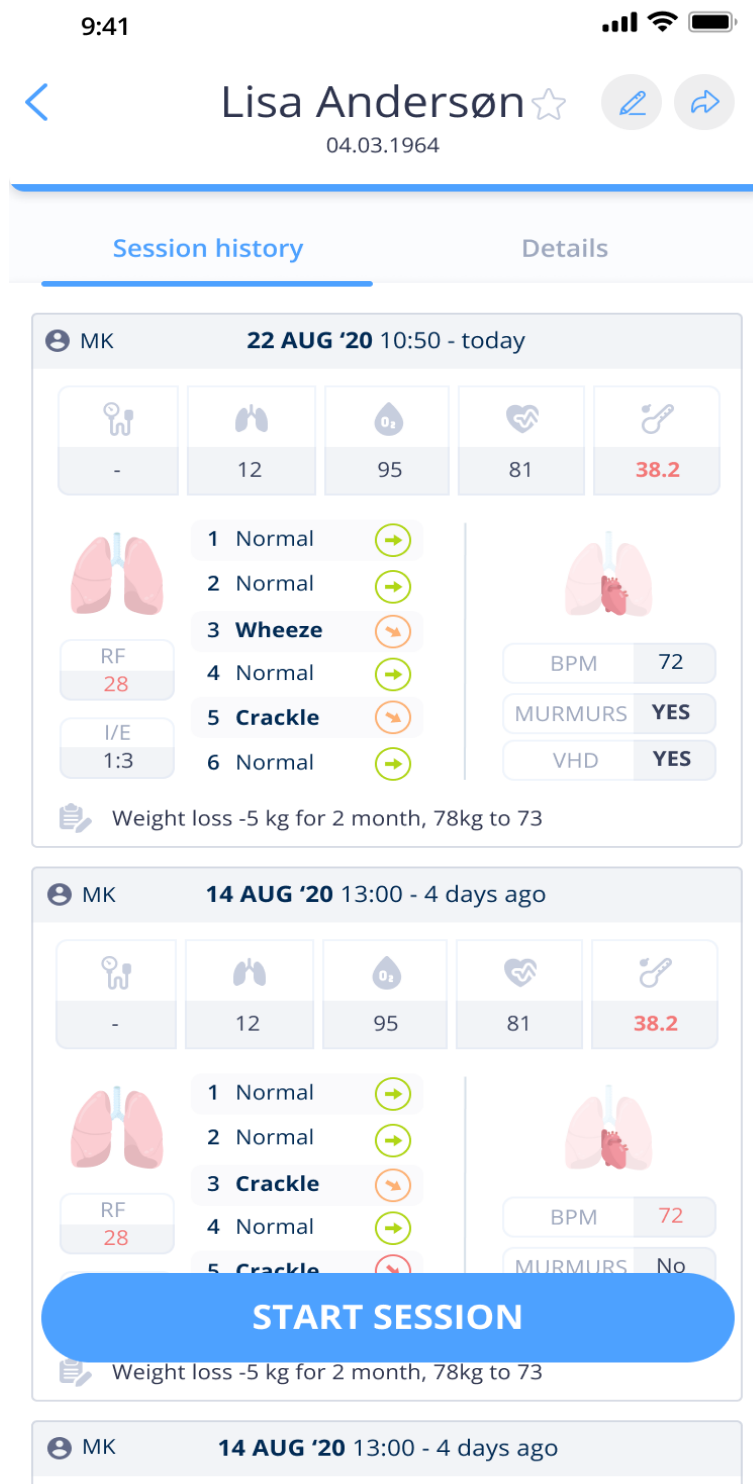 9:41
Lisa Andersøn
04.03.1964
Session history Details
MK 22 AUG ‘20 10:50 - today
O2
- 12 95 81 38.2
1 Normal
2 Normal
3 Wheeze
4 Normal
5 Crackle
6 Normal
RF
28
I/E
1:3
BPM 72
MURMURS YES
VHD YES
Weight loss -5 kg for 2 month, 78kg to 73
MK 14 AUG ‘20 13:00 - 4 days ago
O2
- 12 95 81 38.2
1 Normal
2 Normal
3 Crackle
4 Normal
5 Crackle
RF
28
BPM 72
MURMURS No
START SESSION
Weight loss -5 kg for 2 month, 78kg to 73
MK 14 AUG ‘20 13:00 - 4 days ago